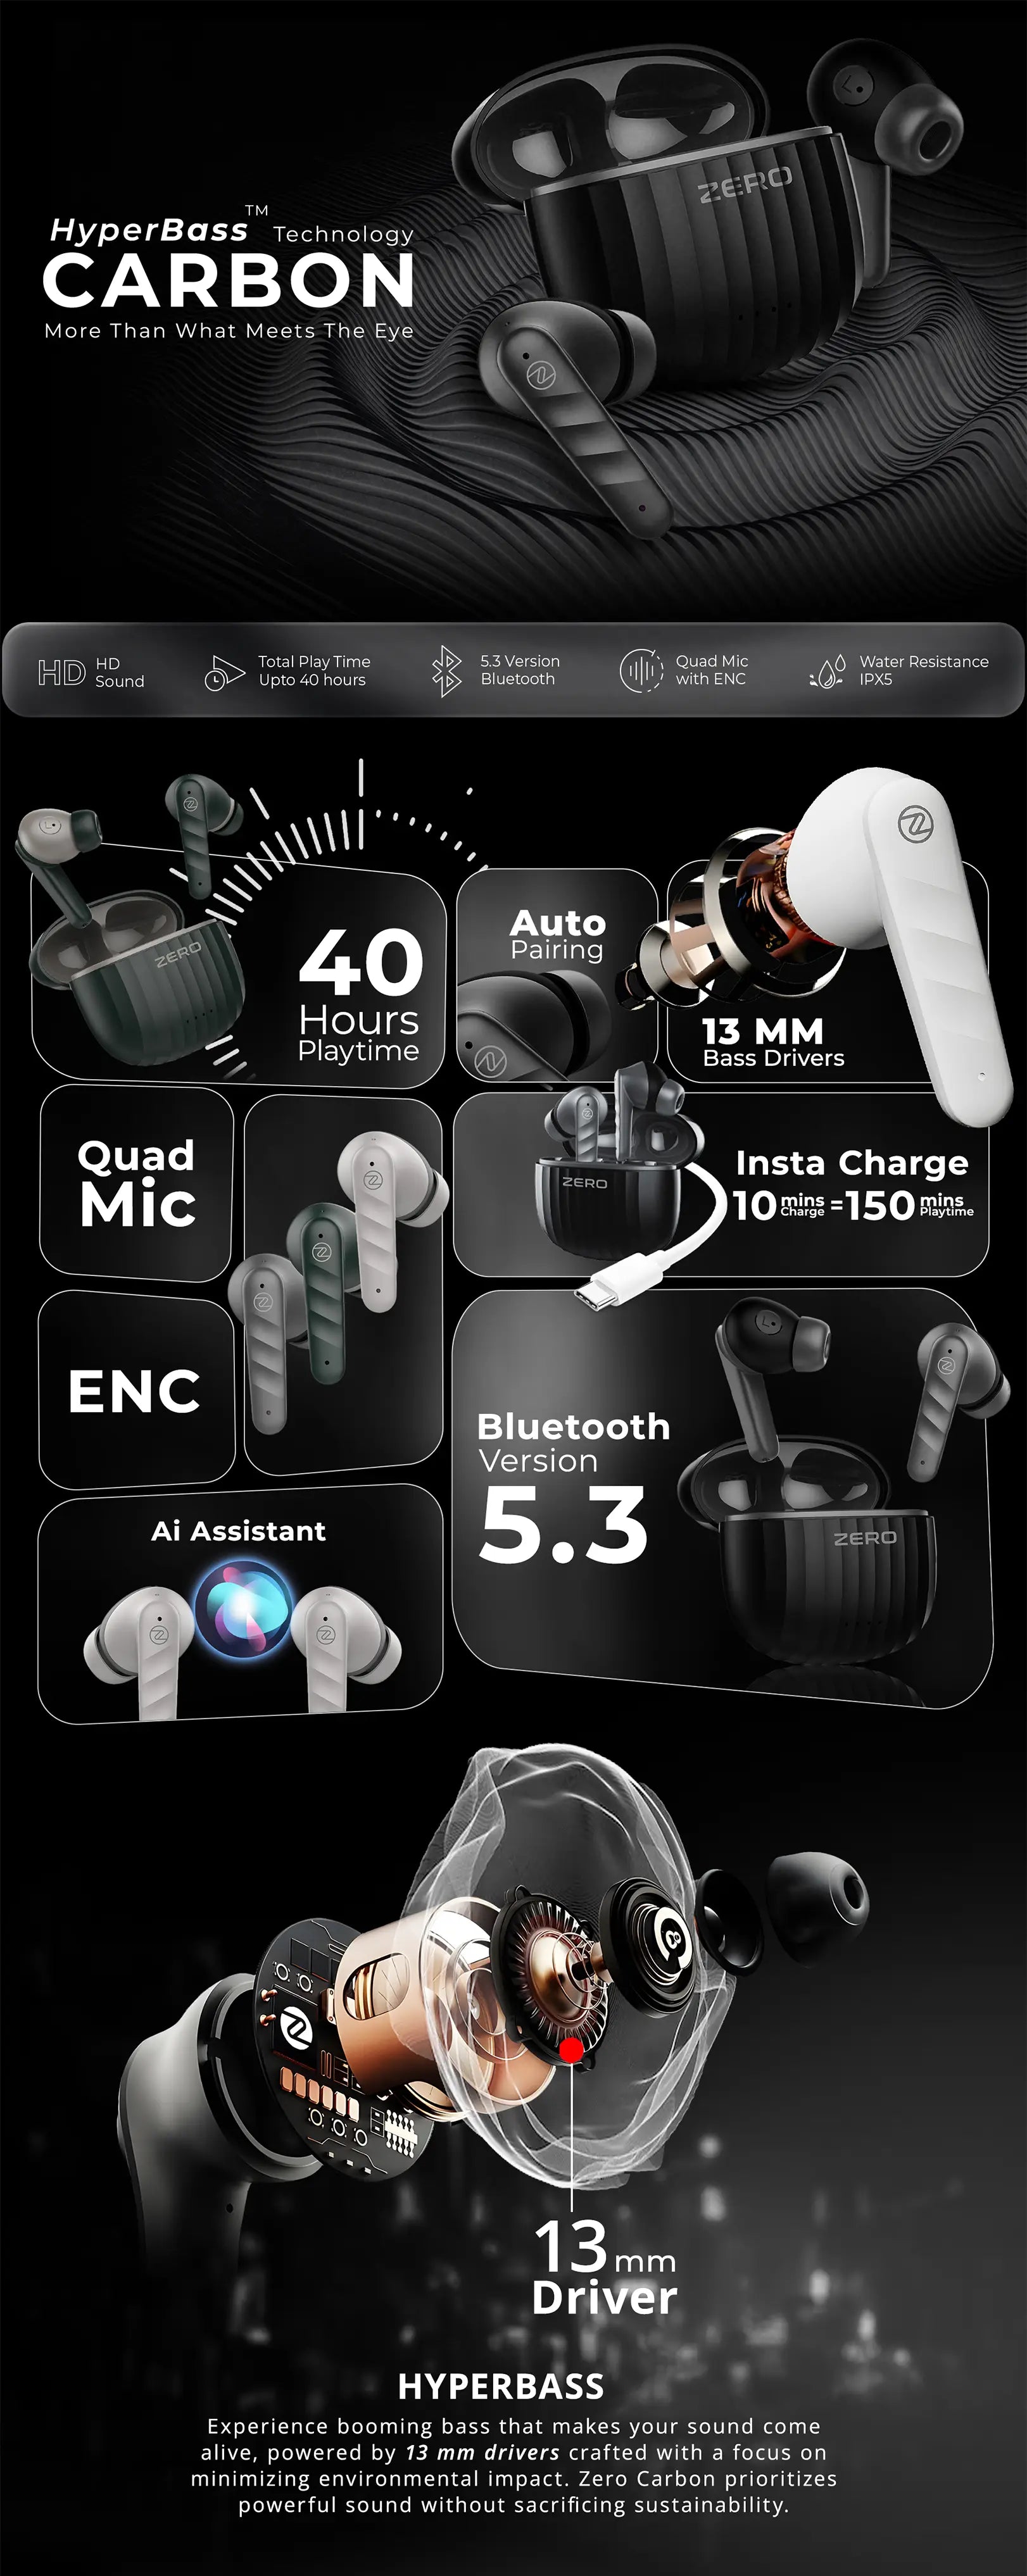 ZERO
L
HyperBass™ Technology
CARBON
More Than What Meets The Eye
HD
HD
Sound
Total Play Time
Upto 40 hours
5.3 Version
Bluetooth
Quad Mic
with ENC
Water Resistance
IPX5
L
ZERO
40
Hours
Playtime
Auto
Pairing
13 MM
Bass Drivers
Quad
Mic
ZERO
Insta Charge
10 mins Charge = 150 mins Playtime
ENC
L
Bluetooth
Version
5.3
ZERO
Ai Assistant
13 mm
Driver
HYPERBASS
Experience booming bass that makes your sound come
alive, powered by 13 mm drivers crafted with a focus on
minimizing environmental impact. Zero Carbon prioritizes
powerful sound without sacrificing sustainability.